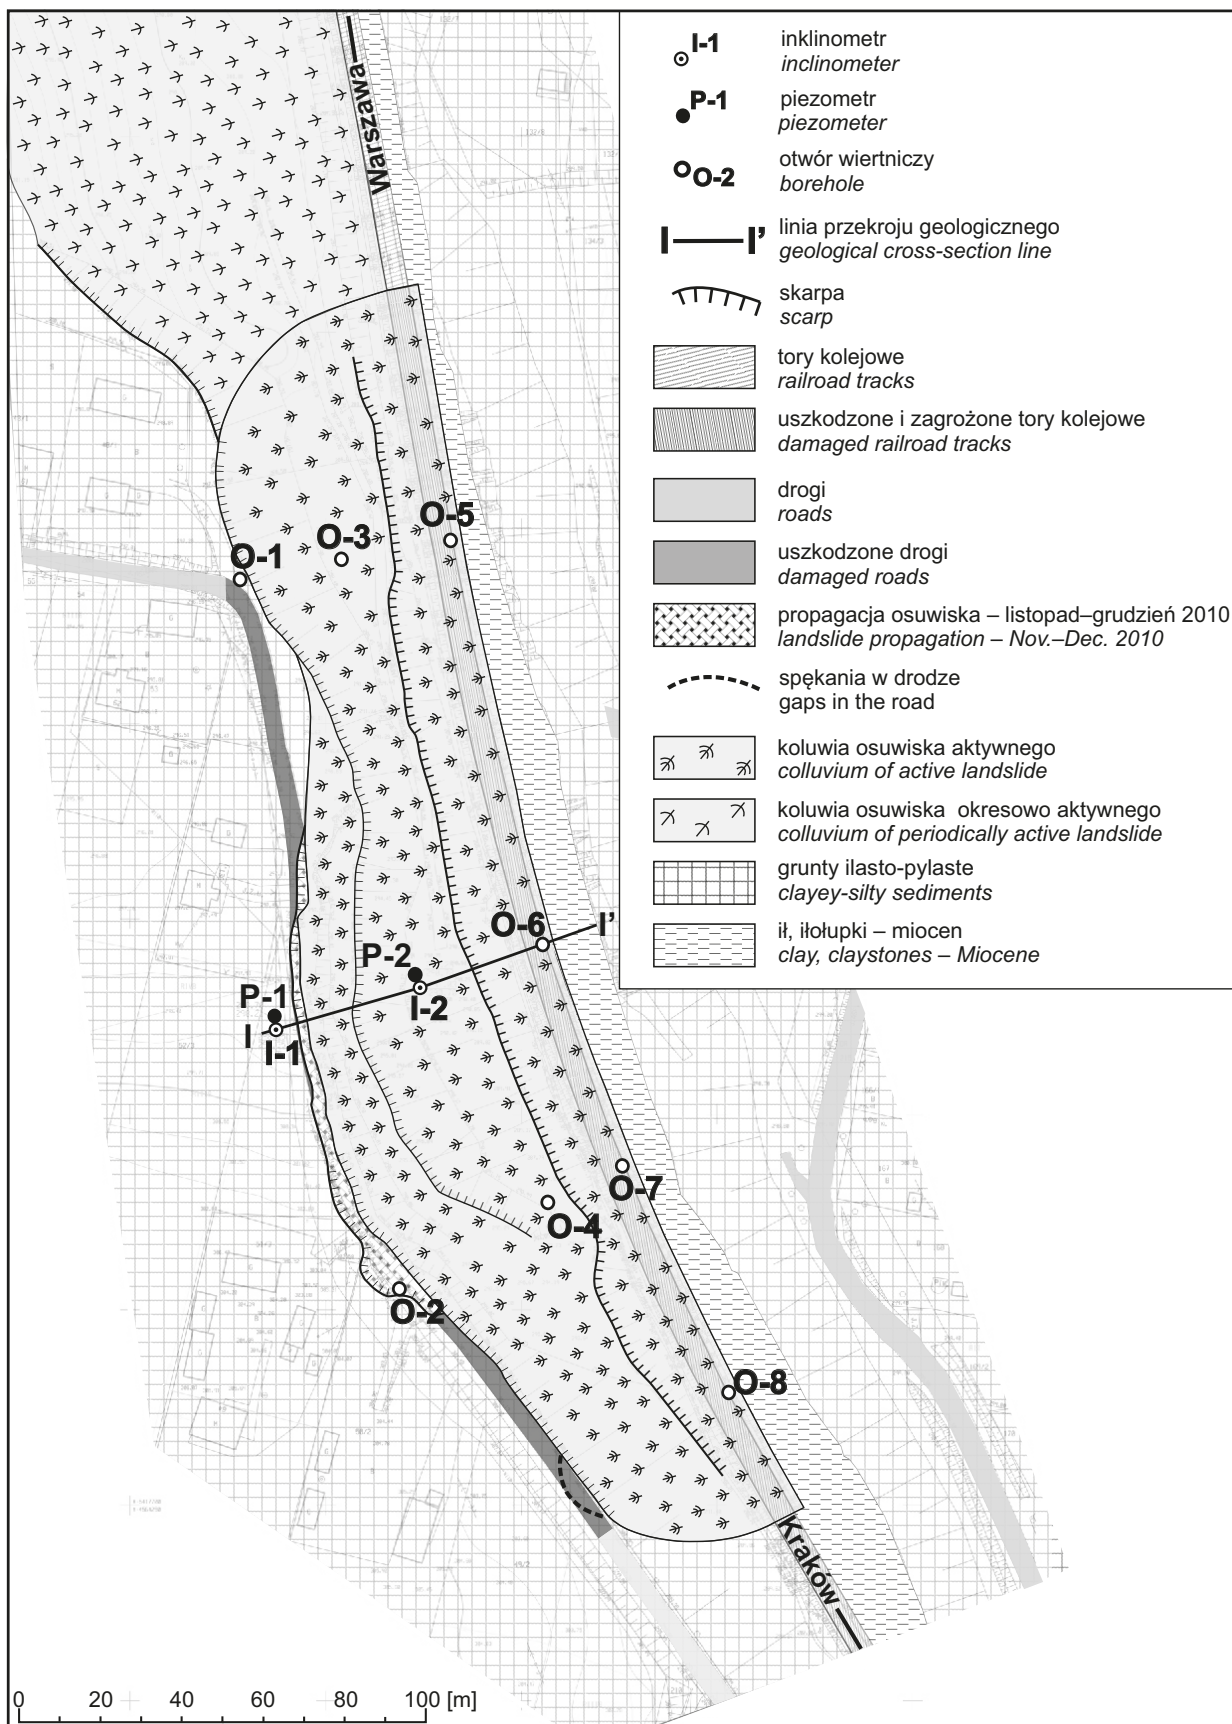 Warszawa
I-1
inklinometr
inclinometer
P-1
piezometr
piezometer
O-2
otwór wiertniczy
borehole
I I’
linia przekroju geologicznego
geological cross-section line
skarpa
scarp
tory kolejowe
railroad tracks
uszkodzone i zagrożone tory kolejowe
damaged railroad tracks
drogi
roads
uszkodzone drogi
damaged roads
propagacja osuwiska – listopad–grudzień 2010
landslide propagation – Nov.–Dec. 2010
spękania w drodze
gaps in the road
koluwia osuwiska aktywnego
colluvium of active landslide
koluwia osuwiska okresowo aktywnego
colluvium of periodically active landslide
grunty ilasto-pylaste
clayey-silty sediments
ił, iłołupki – miocen
clay, claystones – Miocene
O-5
O-3
O-1
O-6
I’
P-2
I-2
P-1
I
I-1
O-7
O-4
O-2
O-8
Kraków
0 20 40 60 80 100 [m]